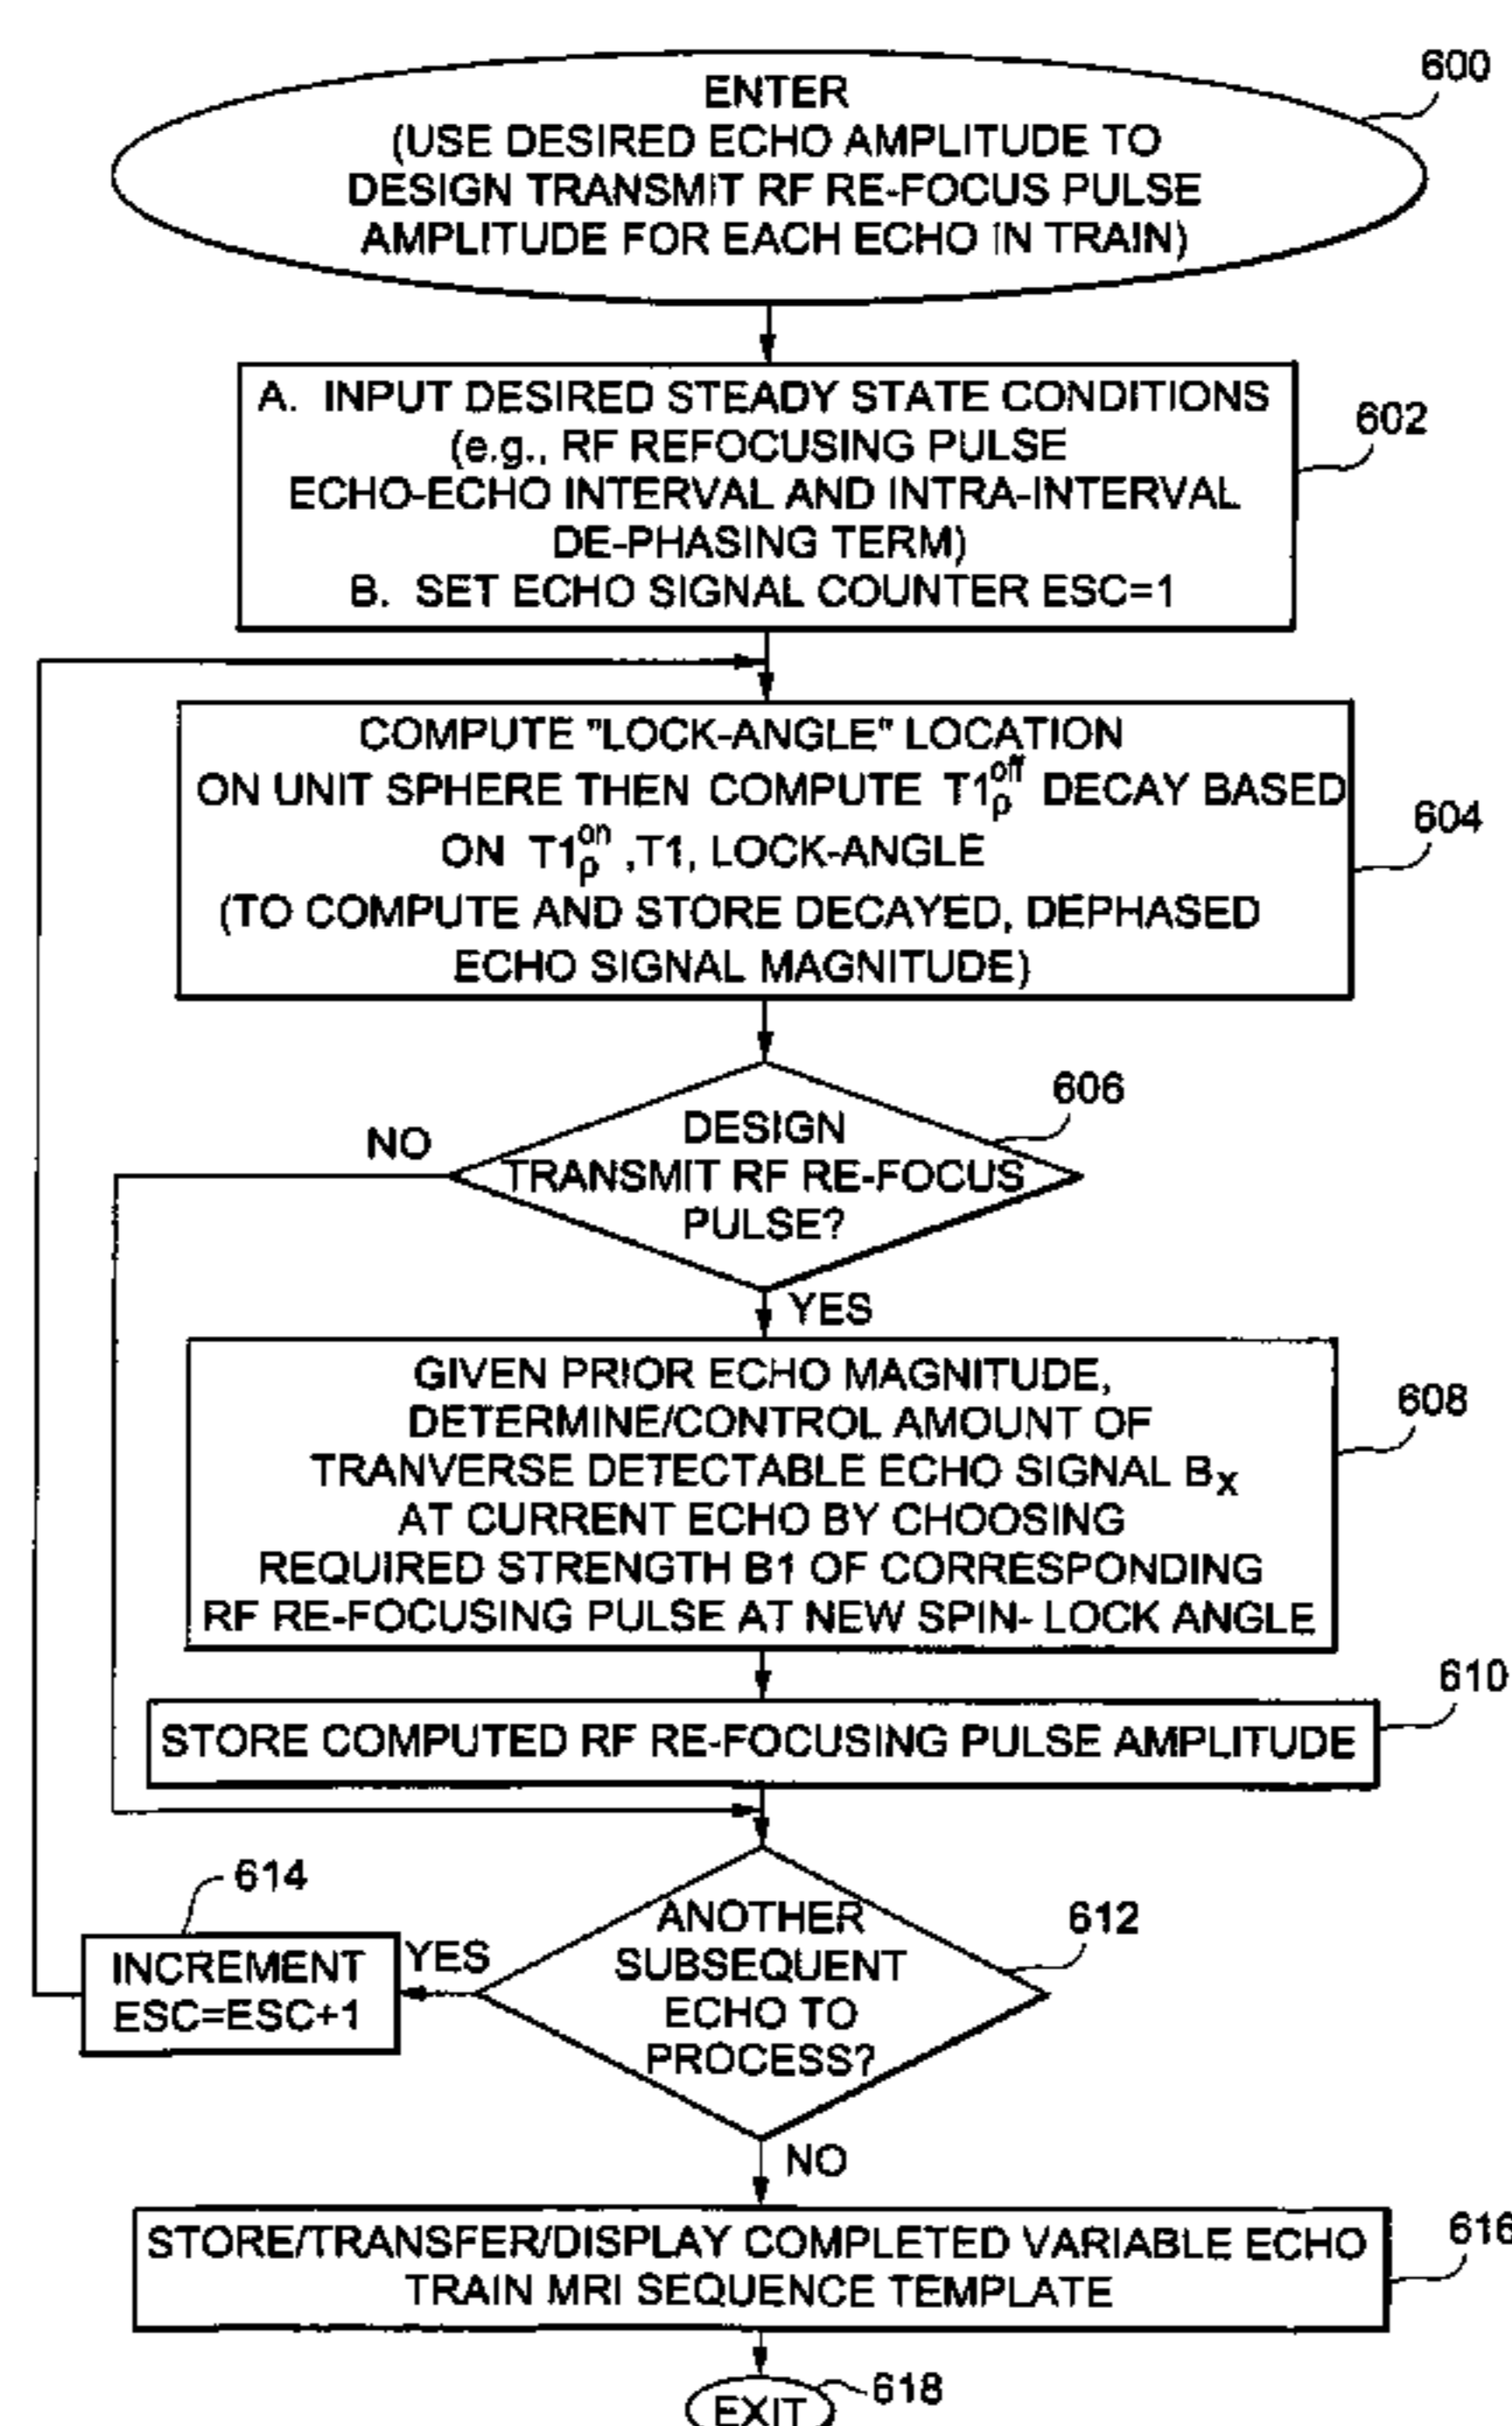 ENTER
(USE DESIRED ECHO AMPLITUDE TO
DESIGN TRANSMIT RF RE-FOCUS PULSE
AMPLITUDE FOR EACH ECHO IN TRAIN)
600
A. INPUT DESIRED STEADY STATE CONDITIONS
(e.g., RF REFOCUSING PULSE
ECHO-ECHO INTERVAL AND INTRA-INTERVAL
DE-PHASING TERM)
B. SET ECHO SIGNAL COUNTER ESC=1
602
COMPUTE "LOCK-ANGLE" LOCATION
ON UNIT SPHERE THEN COMPUTE T1ρ^off DECAY BASED
ON T1ρ^on ,T1, LOCK-ANGLE
(TO COMPUTE AND STORE DECAYED, DEPHASED
ECHO SIGNAL MAGNITUDE)
604
DESIGN
TRANSMIT RF RE-FOCUS
PULSE?
606
NO
YES
GIVEN PRIOR ECHO MAGNITUDE,
DETERMINE/CONTROL AMOUNT OF
TRANVERSE DETECTABLE ECHO SIGNAL Bx
AT CURRENT ECHO BY CHOOSING
REQUIRED STRENGTH B1 OF CORRESPONDING
RF RE-FOCUSING PULSE AT NEW SPIN- LOCK ANGLE
608
STORE COMPUTED RF RE-FOCUSING PULSE AMPLITUDE
610
ANOTHER
SUBSEQUENT
ECHO TO
PROCESS?
612
YES
INCREMENT
ESC=ESC+1
614
NO
STORE/TRANSFER/DISPLAY COMPLETED VARIABLE ECHO
TRAIN MRI SEQUENCE TEMPLATE
616
EXIT
618